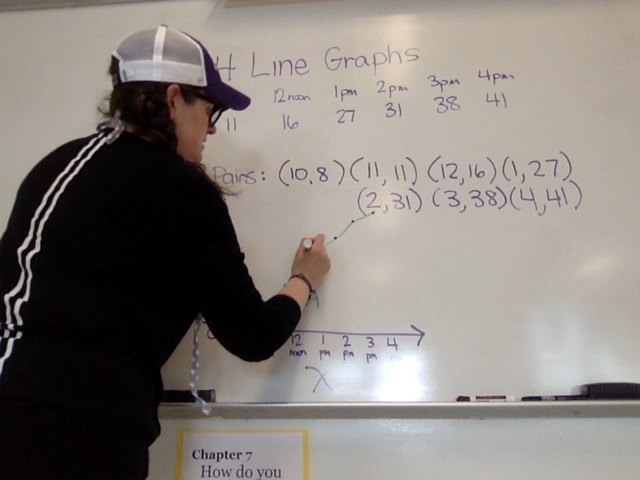 4 Line Graphs
12noon 1pm 2pm 3pm 4pm
11 16 27 31 38 41
Pairs: (10,8) (11,11) (12,16) (1,27)
(2,31) (3,38) (4,41)
12 1 2 3 4
noon pm pm pm
x
Chapter 7
How do you